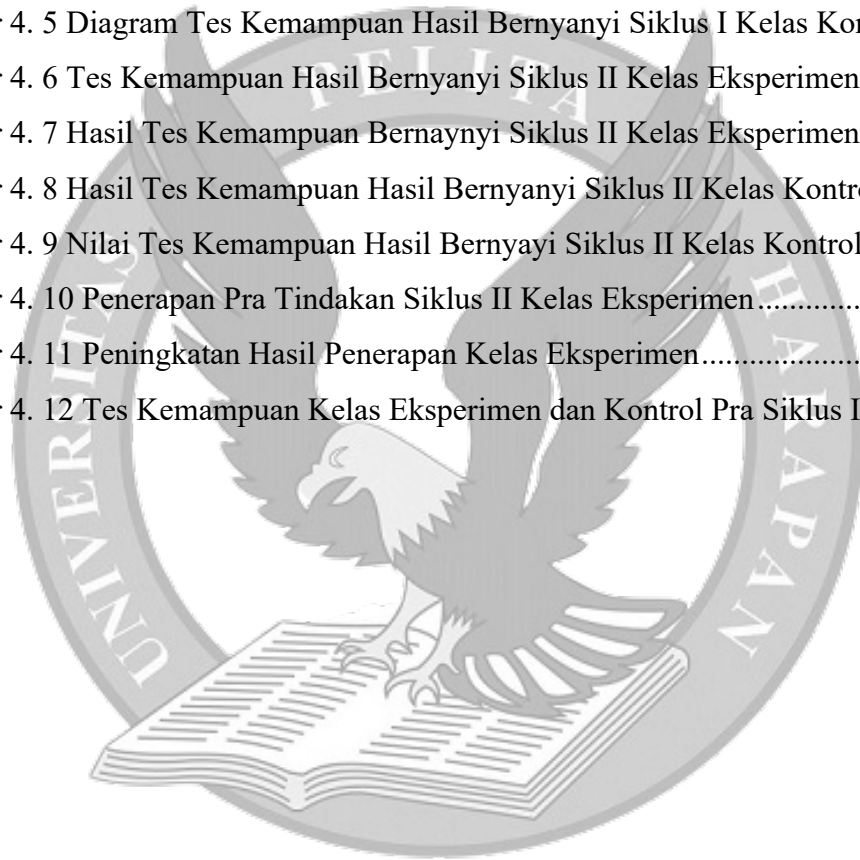 4. 5 Diagram Tes Kemampuan Hasil Bernyanyi Siklus I Kelas
4. 6 Tes Kemampuan Hasil Bernyanyi Siklus II Kelas Eksperimen
4. 7 Hasil Tes Kemampuan Bernaynyi Siklus II Kelas Eksperimen
4. 8 Hasil Tes Kemampuan Hasil Bernyanyi Siklus II Kelas
4. 9 Nilai Tes Kemampuan Hasil Bernyayi Siklus II Kelas Kontrol
4. 10 Penerapan Pra Tindakan Siklus II Kelas Eksperimen.............
4. 11 Peningkatan Hasil Penerapan Kelas Eksperimen...................
4. 12 Tes Kemampuan Kelas Eksperimen dan Kontrol Pra Siklus I
UNIVERSITAS PELITA HARAPAN